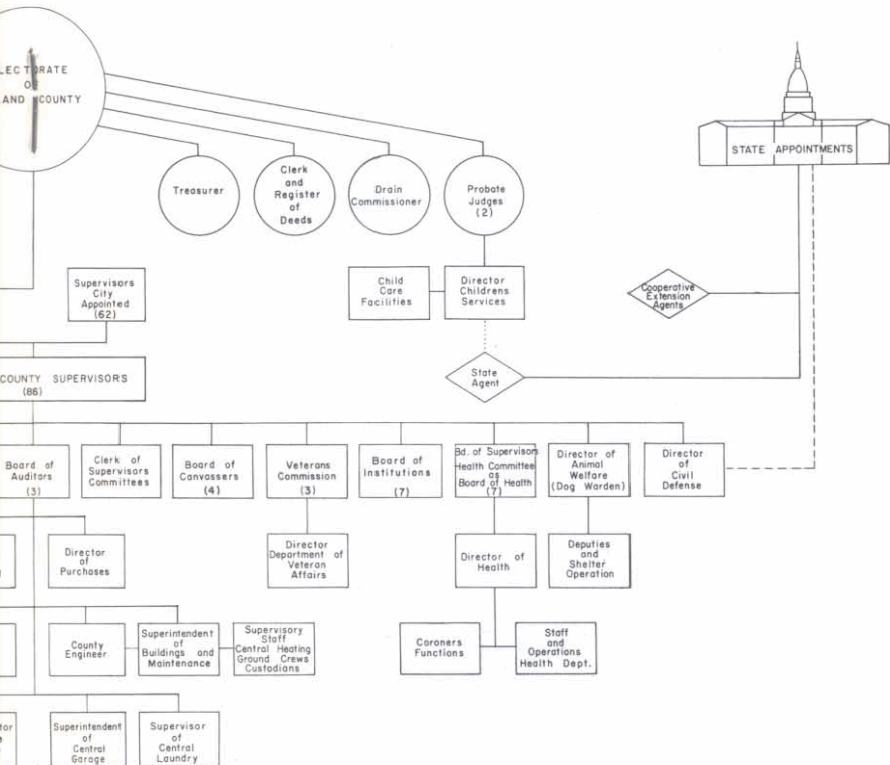 LECTORATE
OF
AND COUNTY
STATE APPOINTMENTS
Treasurer
Clerk
and
Register
of
Deeds
Drain
Commissioner
Probate
Judges
(2)
Supervisors
City
Appointed
(62)
Child
Care
Facilities
Director
Childrens
Services
Cooperative
Extension
Agents
State
Agent
COUNTY SUPERVISORS
(86)
Board of
Auditors
(3)
Clerk of
Supervisors
Committees
Board of
Canvassers
(4)
Veterans
Commission
(3)
Board of
Institutions
(7)
Bd. of Supervisors
Health Committee
as
Board of Health
(7)
Director of
Animal
Welfare
(Dog Warden)
Director
of
Civil
Defense
Director
of
Purchases
Director
Department of
Veteran
Affairs
Director of
Health
Deputies
and
Shelter
Operation
County
Engineer
Superintendent
of
Buildings and
Maintenance
Supervisory
Staff
Central Heating
Ground Crews
Custodians
Coroners
Functions
Staff
and
Operations
Health Dept.
tor
Superintendent
of
Central
Garage
Supervisor
of
Central
Laundry